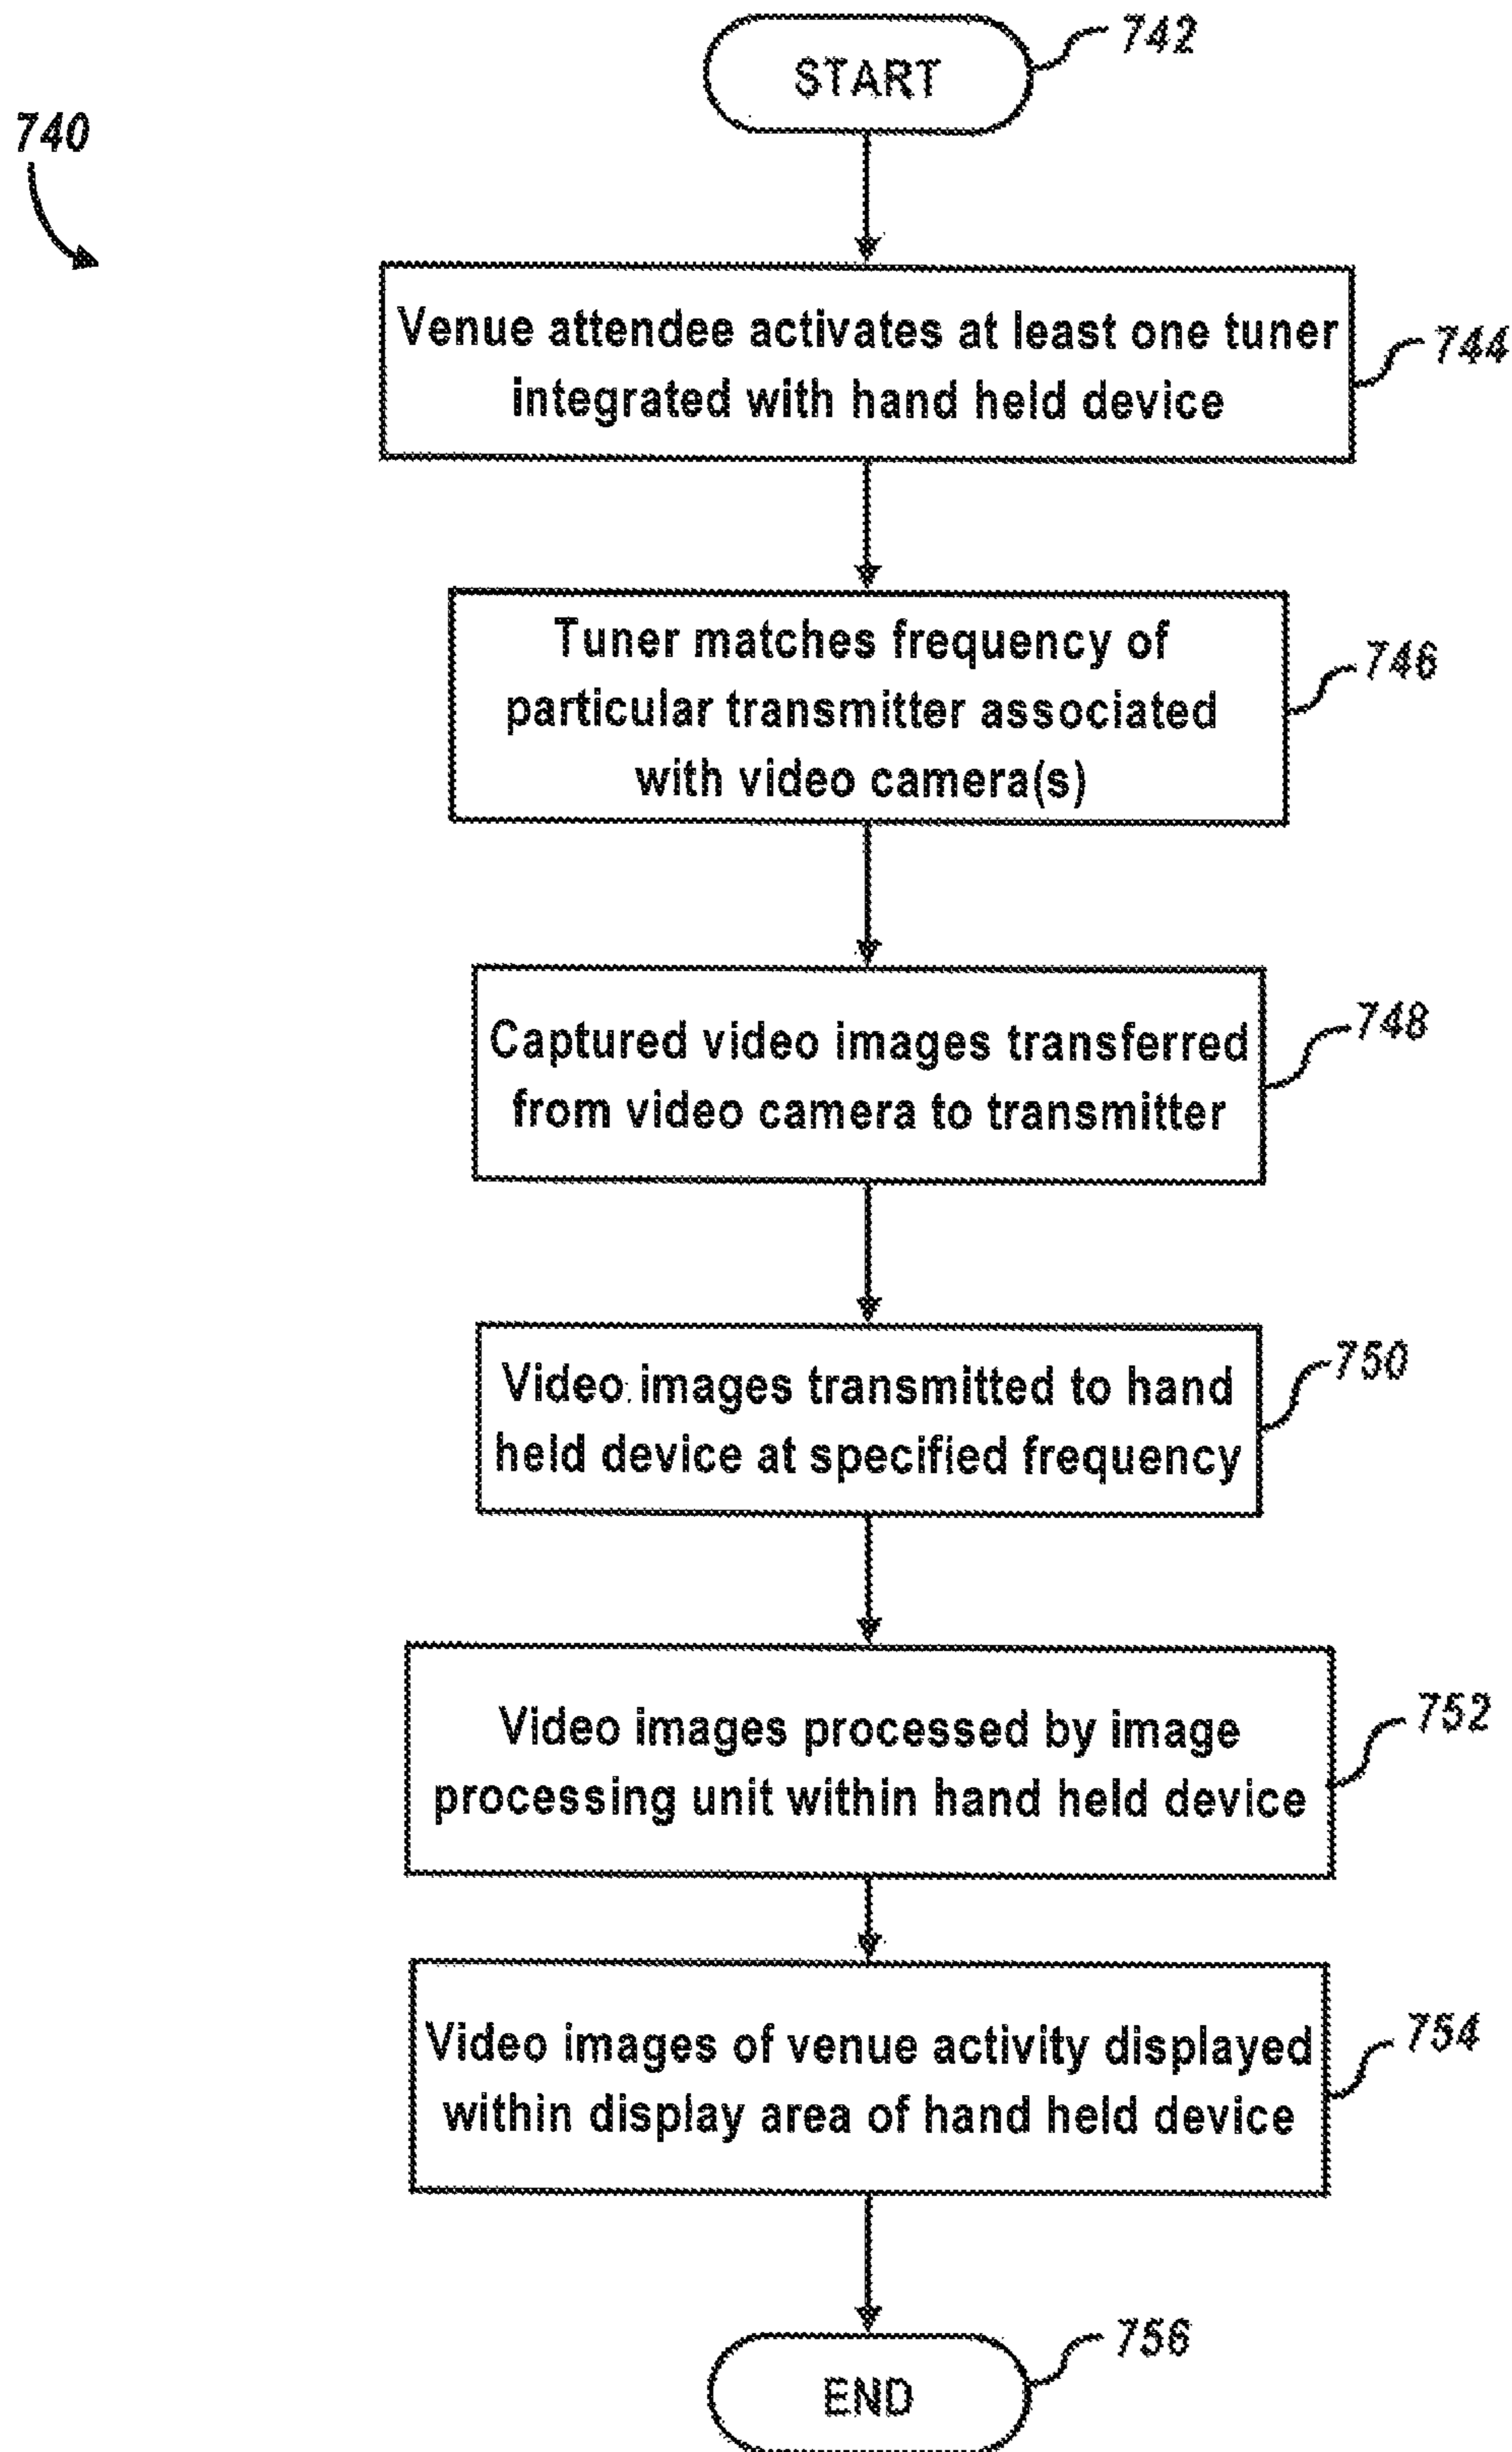 742
START
740
Venue attendee activates at least one tuner
integrated with hand held device
744
Tuner matches frequency of
particular transmitter associated
with video camera(s)
746
Captured video images transferred
from video camera to transmitter
748
Video images transmitted to hand
held device at specified frequency
750
Video images processed by image
processing unit within hand held device
752
Video images of venue activity displayed
within display area of hand held device
754
756
END